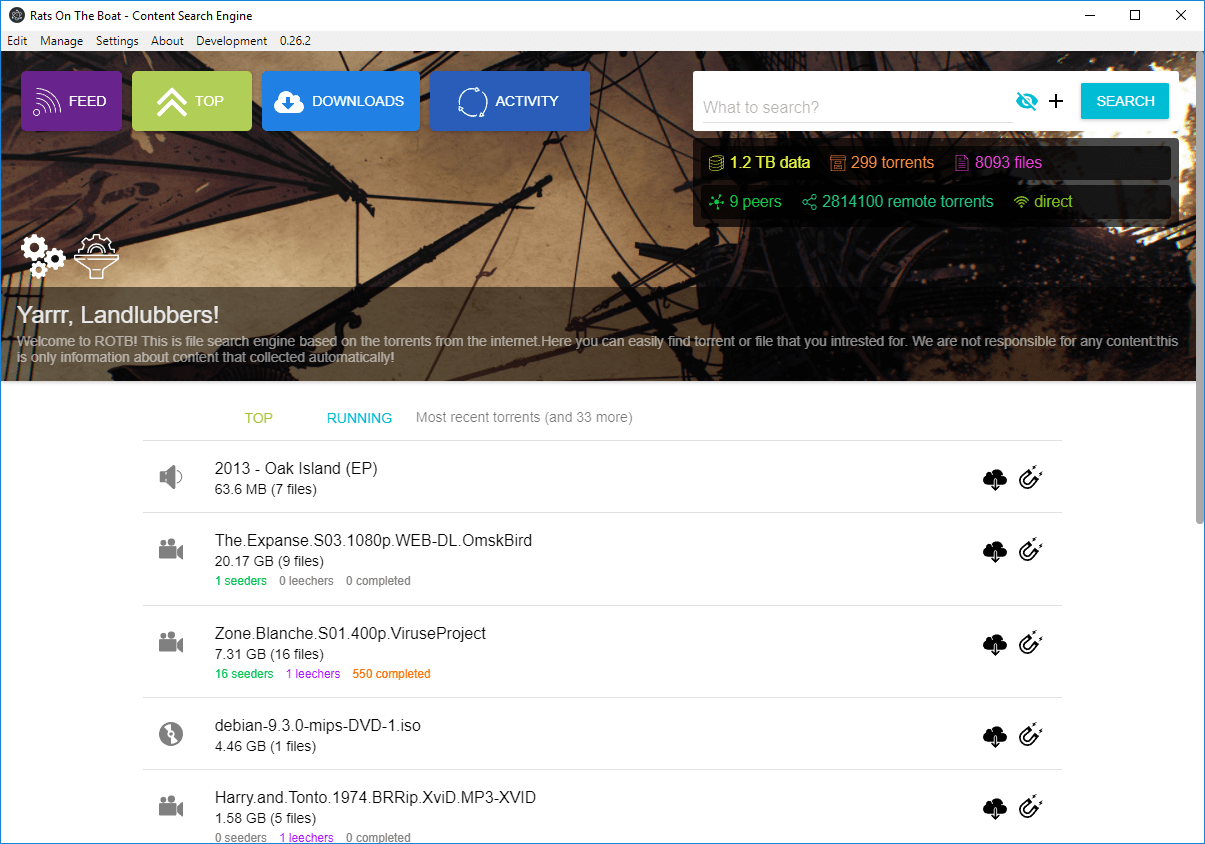 Rats On The Boat - Content Search Engine
Edit Manage Settings About Development 0.26.2
FEED TOP DOWNLOADS ACTIVITY
What to search? SEARCH
1.2 TB data 299 torrents 8093 files
9 peers 2814100 remote torrents direct
Yarrr, Landlubbers!
Welcome to ROTB! This is file search engine based on the torrents from the internet.Here you can easily find torrent or file that you intrested for. We are not responsible for any content:this
is only information about content that collected automatically!
TOP RUNNING Most recent torrents (and 33 more)
2013 - Oak Island (EP)
63.6 MB (7 files)
The.Expanse.S03.1080p.WEB-DL.OmskBird
20.17 GB (9 files)
1 seeders 0 leechers 0 completed
Zone.Blanche.S01.400p.ViruseProject
7.31 GB (16 files)
16 seeders 1 leechers 550 completed
debian-9.3.0-mips-DVD-1.iso
4.46 GB (1 files)
Harry.and.Tonto.1974.BRRip.XviD.MP3-XVID
1.58 GB (5 files)
0 seeders 1 leechers 0 completed